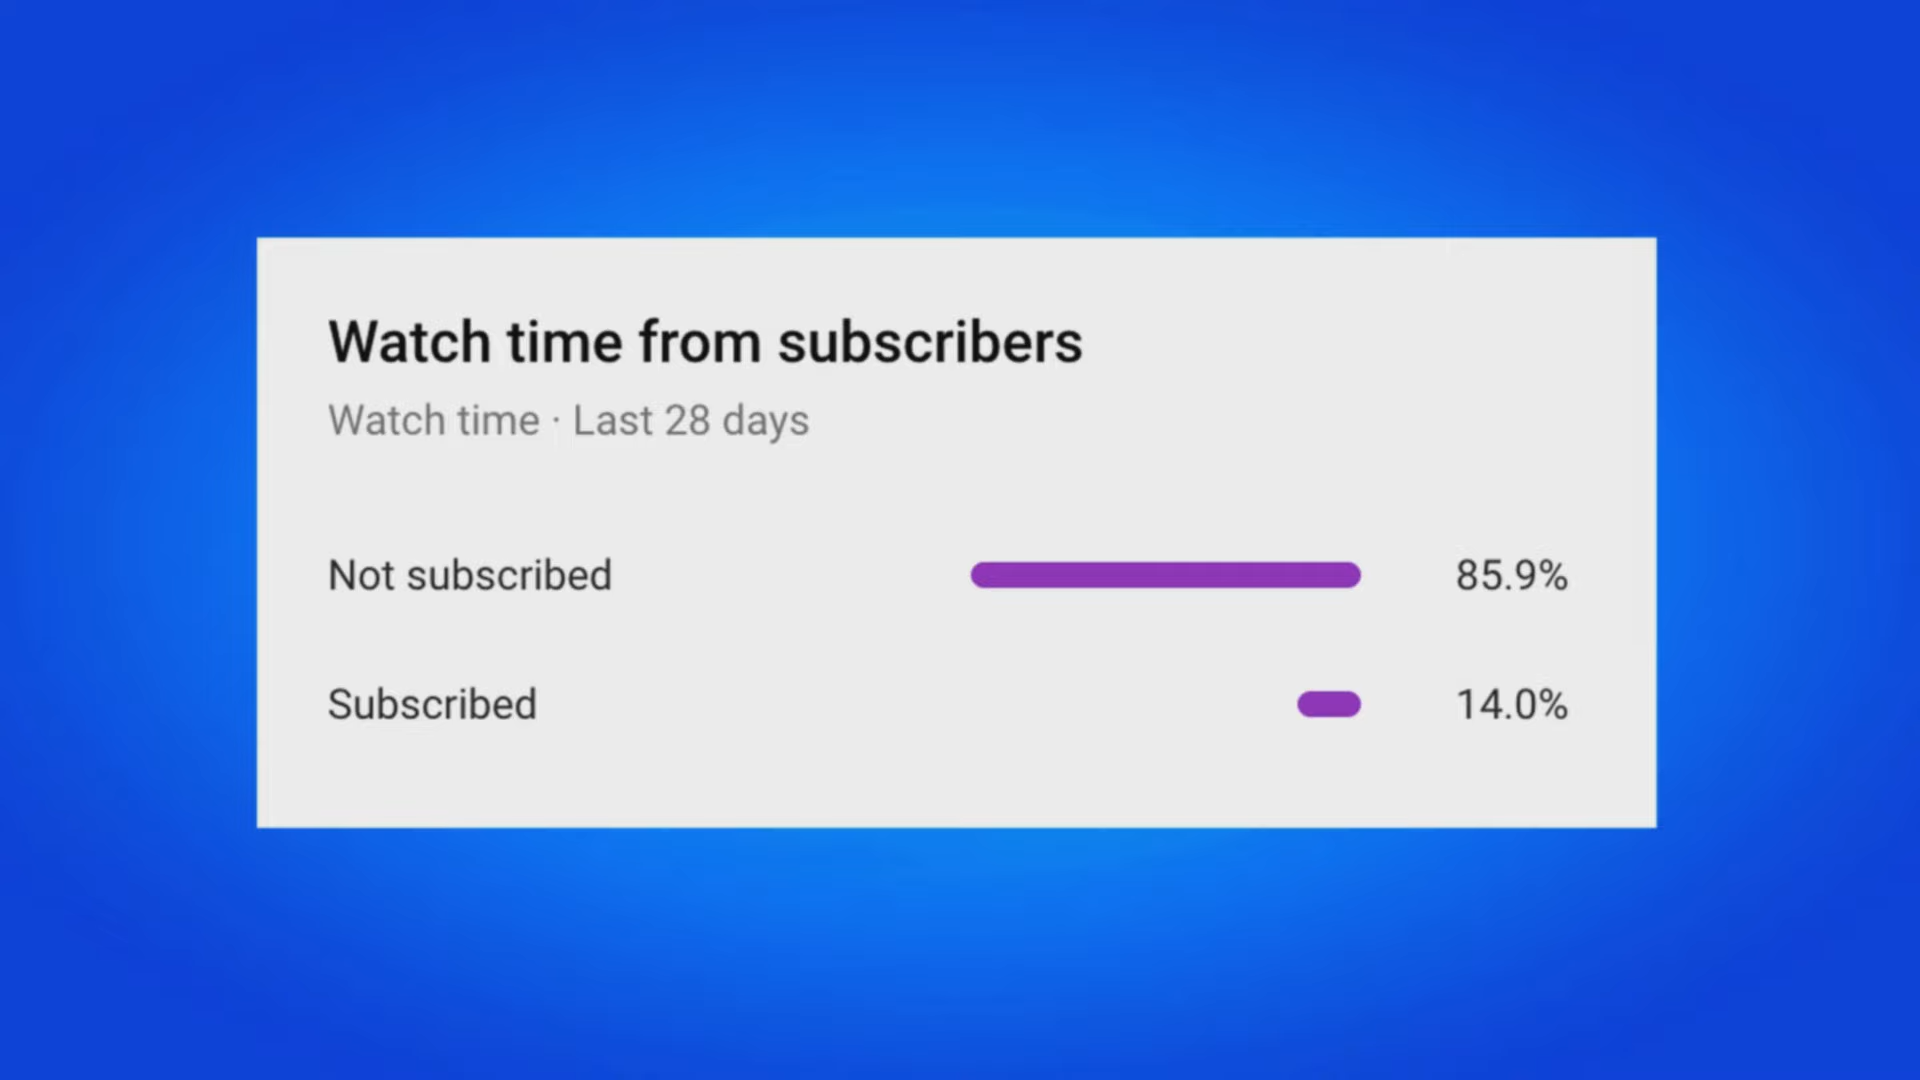 Watch time from subscribers
Watch time · Last 28 days
Not subscribed 85.9%
Subscribed 14.0%